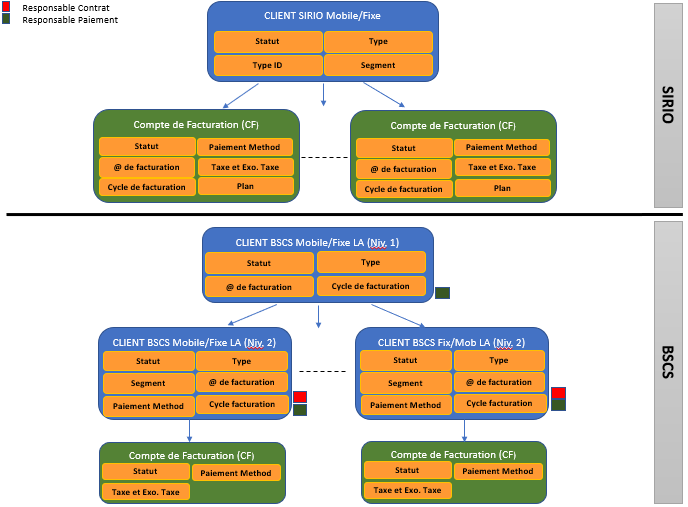 Responsable Contrat
Responsable Paiement
CLIENT SIRIO Mobile/Fixe
Statut
Type
Type ID
Segment
SIRIO
Compte de Facturation (CF)
Statut
Paiement Method
@ de facturation
Taxe et Exo. Taxe
Cycle de facturation
Plan
Compte de Facturation (CF)
Statut
Paiement Method
@ de facturation
Taxe et Exo. Taxe
Cycle de facturation
Plan
CLIENT BSCS Mobile/Fixe LA (Niv. 1)
Statut
Type
@ de facturation
Cycle de facturation
BSCS
CLIENT BSCS Mobile/Fixe LA (Niv. 2)
Statut
Type
Segment
@ de facturation
Paiement Method
Cycle facturation
CLIENT BSCS Fix/Mob LA (Niv. 2)
Statut
Type
Segment
@ de facturation
Paiement Method
Cycle facturation
Compte de Facturation (CF)
Statut
Paiement Method
Taxe et Exo. Taxe
Compte de Facturation (CF)
Statut
Paiement Method
Taxe et Exo. Taxe